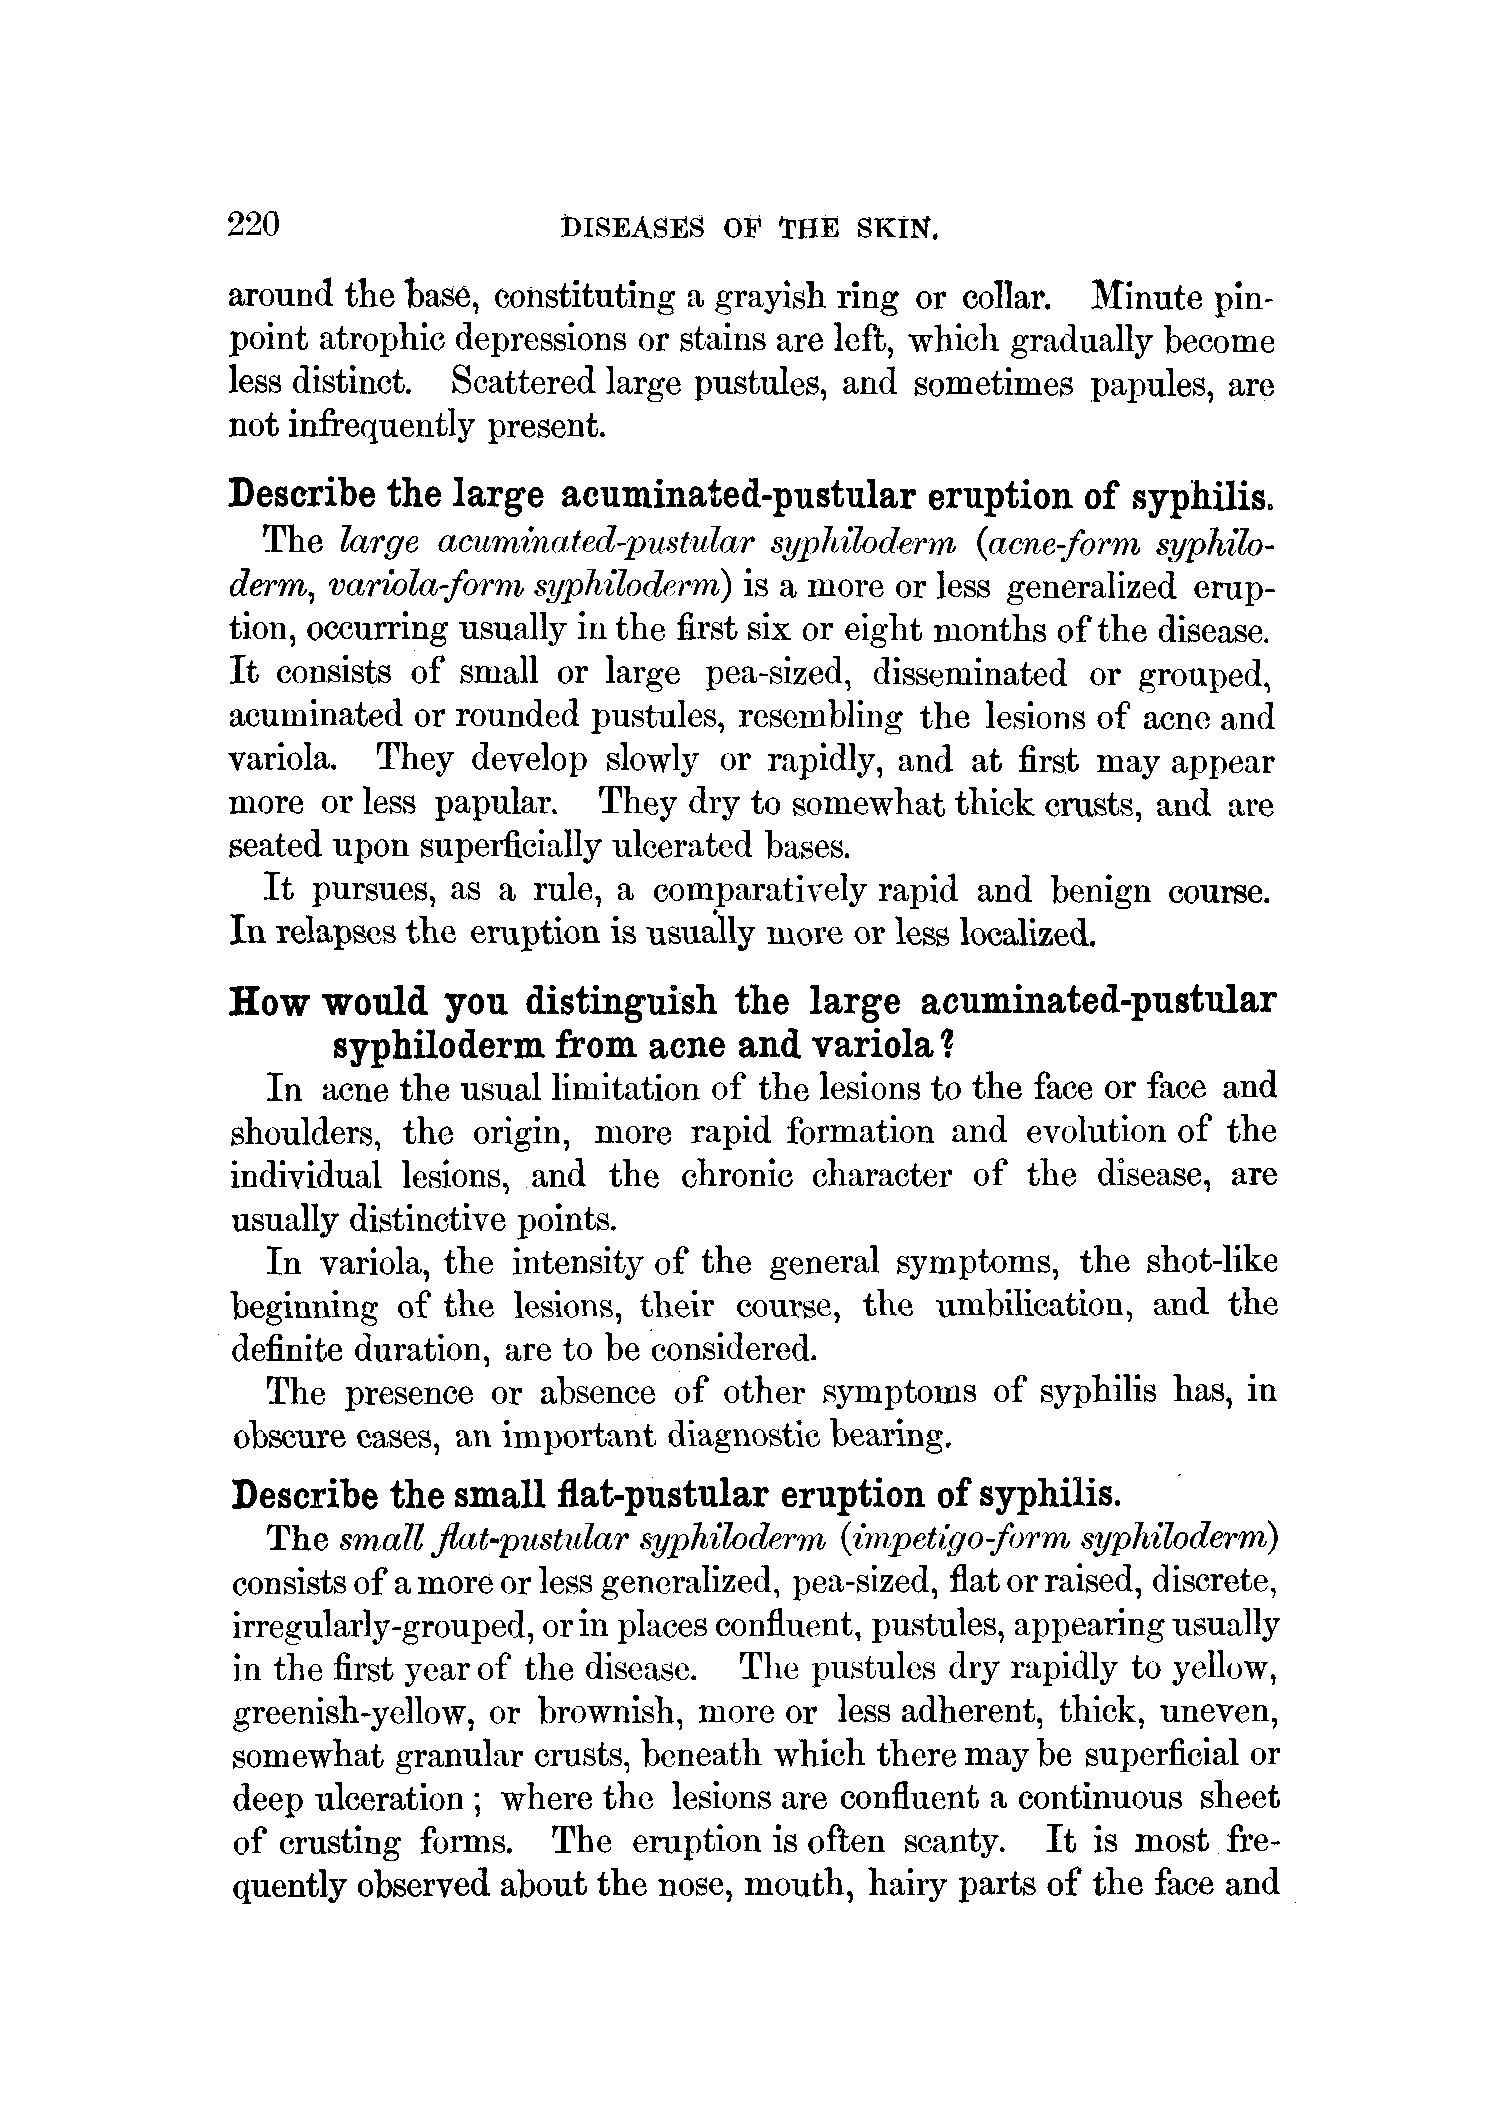 220 DISEASES OF THE SKIN.
around the base, constituting a grayish ring or collar. Minute pin-
point atrophic depressions or stains are left, which gradually become
less distinct. Scattered large pustules, and sometimes papules, are
not infrequently present.
Describe the large acuminated-pustular eruption of syphilis.
The large acuminated-pustular syphiloderm (acne-form syphilo-
derm, variola-form syphiloderm) is a more or less generalized erup-
tion, occurring usually in the first six or eight months of the disease.
It consists of small or large pea-sized, disseminated or grouped,
acuminated or rounded pustules, resembling the lesions of acne and
variola. They develop slowly or rapidly, and at first may appear
more or less papular. They dry to somewhat thick crusts, and are
seated upon superficially ulcerated bases.
It pursues, as a rule, a comparatively rapid and benign course.
In relapses the eruption is usually more or less localized.
How would you distinguish the large acuminated-pustular
syphiloderm from acne and variola?
In acne the usual limitation of the lesions to the face or face and
shoulders, the origin, more rapid formation and evolution of the
individual lesions, and the chronic character of the disease, are
usually distinctive points.
In variola, the intensity of the general symptoms, the shot-like
beginning of the lesions, their course, the umbilication, and the
definite duration, are to be considered.
The presence or absence of other symptoms of syphilis has, in
obscure cases, an important diagnostic bearing.
Describe the small flat-pustular eruption of syphilis.
The small flat-pustular syphiloderm (impetigo-form syphiloderm)
consists of a more or less generalized, pea-sized, flat or raised, discrete,
irregularly-grouped, or in places confluent, pustules, appearing usually
in the first year of the disease. The pustules dry rapidly to yellow,
greenish-yellow, or brownish, more or less adherent, thick, uneven,
somewhat granular crusts, beneath which there may be superficial or
deep ulceration; where the lesions are confluent a continuous sheet
of crusting forms. The eruption is often scanty. It is most fre-
quently observed about the nose, mouth, hairy parts of the face and